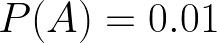 P(A) = 0.01